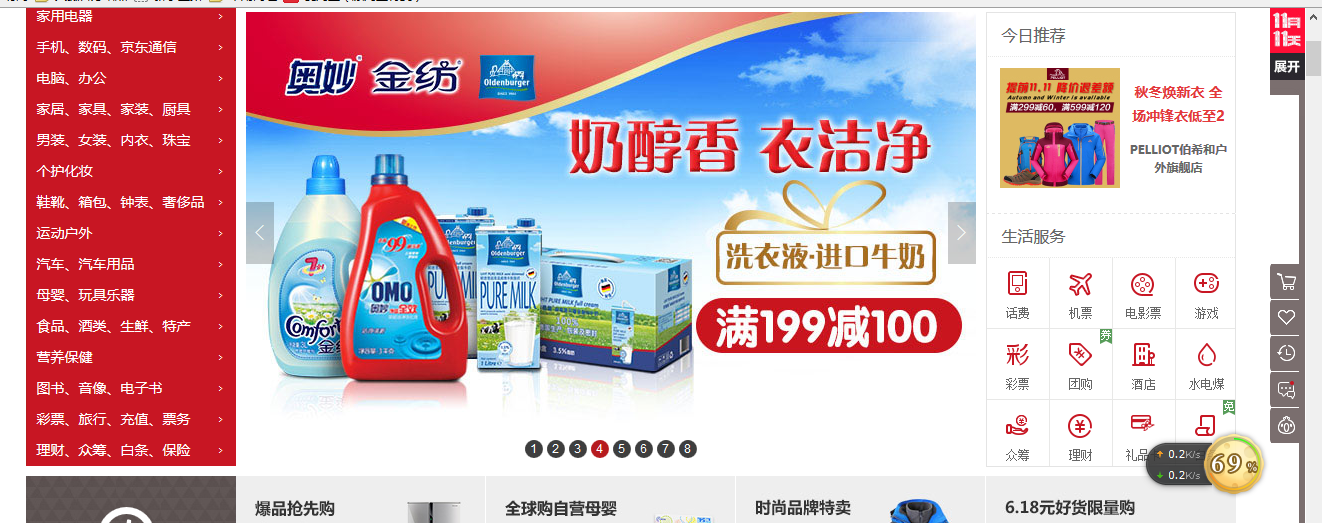 家用电器
手机、数码、京东通信
电脑、办公
家居、家具、家装、厨具
男装、女装、内衣、珠宝
个护化妆
鞋靴、箱包、钟表、奢侈品
运动户外
汽车、汽车用品
母婴、玩具乐器
食品、酒类、生鲜、特产
营养保健
图书、音像、电子书
彩票、旅行、充值、票务
理财、众筹、白条、保险
奥妙 金纺 Oldenburger
奶醇香 衣洁净
洗衣液·进口牛奶
满199减100
Comfort
金纺
99
OMO
奥妙
Oldenburger
PURE MILK
Oldenburger
PURE MILK full cream
100%
3.5%
1 2 3 4 5 6 7 8
今日推荐
PELLIOT
提前11.11 降价退差额
Autumn and Winter is available
满299减60，满599减120
秋冬焕新衣 全
场冲锋衣低至2
PELLIOT伯希和户
外旗舰店
生活服务
话费 机票 电影票 游戏
券
彩票 团购 酒店 水电煤
免
众筹 理财 礼品
0.2K/s
0.2K/s
69%
11月
11天
展开
爆品抢先购
全球购自营母婴
时尚品牌特卖
6.18元好货限量购